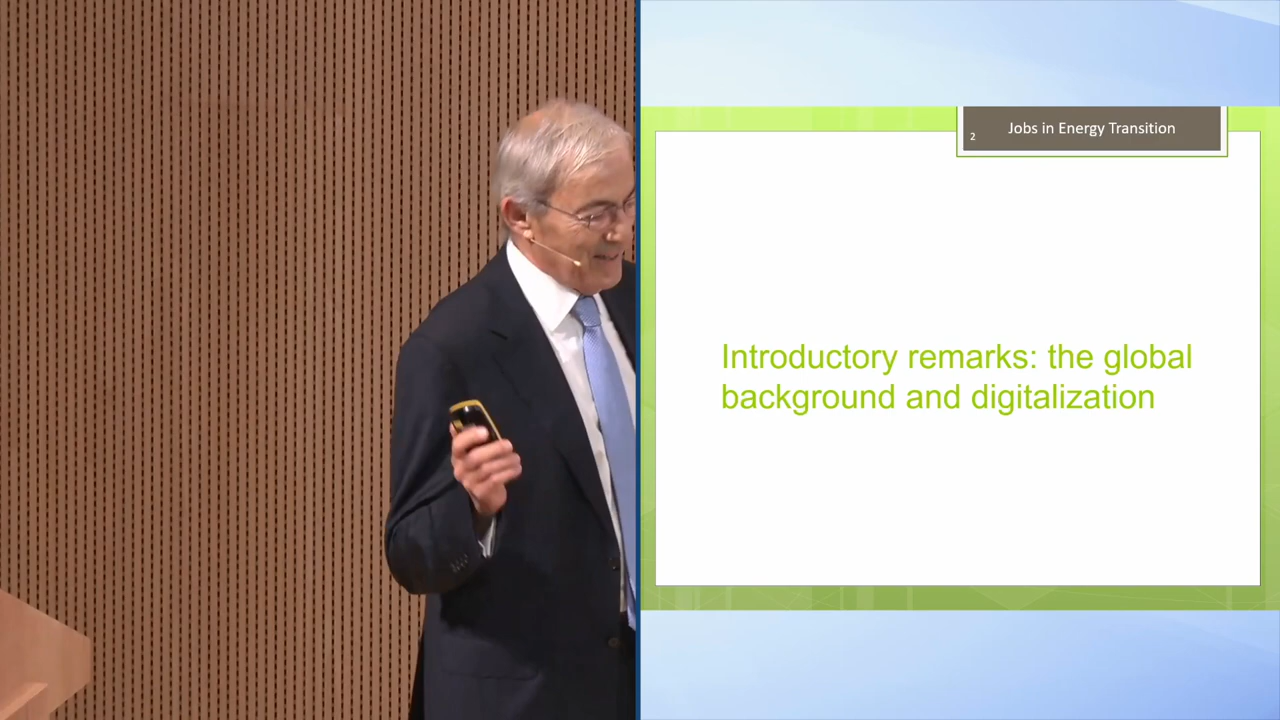 2
Jobs in Energy Transition
Introductory remarks: the global
background and digitalization